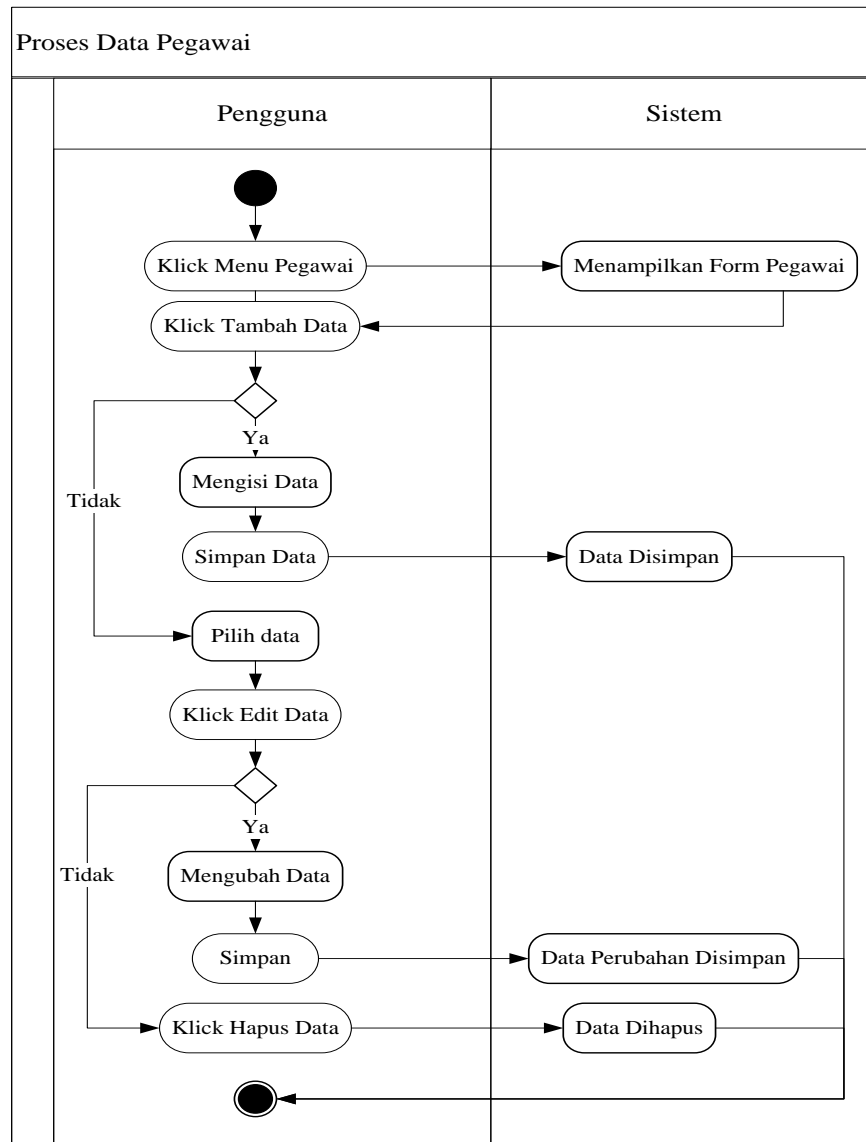 Proses Data Pegawai
Pengguna
Sistem
Klick Menu Pegawai
Menampilkan Form Pegawai
Klick Tambah Data
Ya
Mengisi Data
Tidak
Simpan Data
Data Disimpan
Pilih data
Klick Edit Data
Ya
Mengubah Data
Tidak
Simpan
Data Perubahan Disimpan
Klick Hapus Data
Data Dihapus